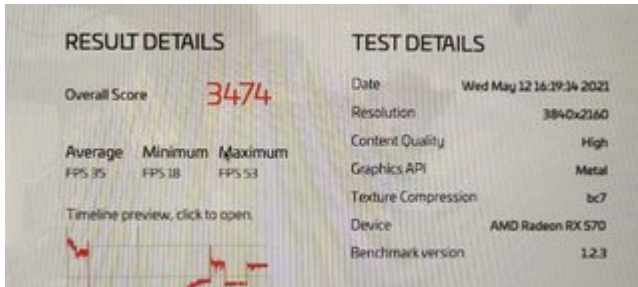 RESULT DETAILS
Overall Score 3474
Average Minimum Maximum
FPS 35 FPS 18 FPS 53
Timeline preview, click to open.
TEST DETAILS
Date Wed May 12 16:19:14 2021
Resolution 3840x2160
Content Quality High
Graphics API Metal
Texture Compression bc7
Device AMD Radeon RX 570
Benchmark version 1.2.3